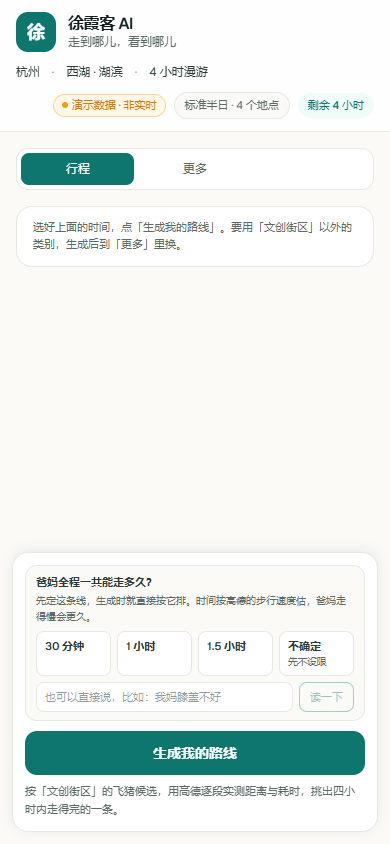 徐
徐霞客 AI
走到哪儿，看到哪儿
杭州 · 西湖 · 湖滨 · 4 小时漫游
演示数据 · 非实时
标准半日 · 4 个地点
剩余 4 小时
行程
更多
选好上面的时间，点「生成我的路线」。要用「文创街区」以外的
类别，生成后到「更多」里换。
爸妈全程一共能走多久？
先定这条线，生成时就直接按它排。时间按高德的步行速度估，爸妈走
得慢会更久。
30 分钟
1 小时
1.5 小时
不确定
先不设限
也可以直接说，比如：我妈膝盖不好
读一下
生成我的路线
按「文创街区」的飞猪候选，用高德逐段实测距离与耗时，挑出四小
时内走得完的一条。